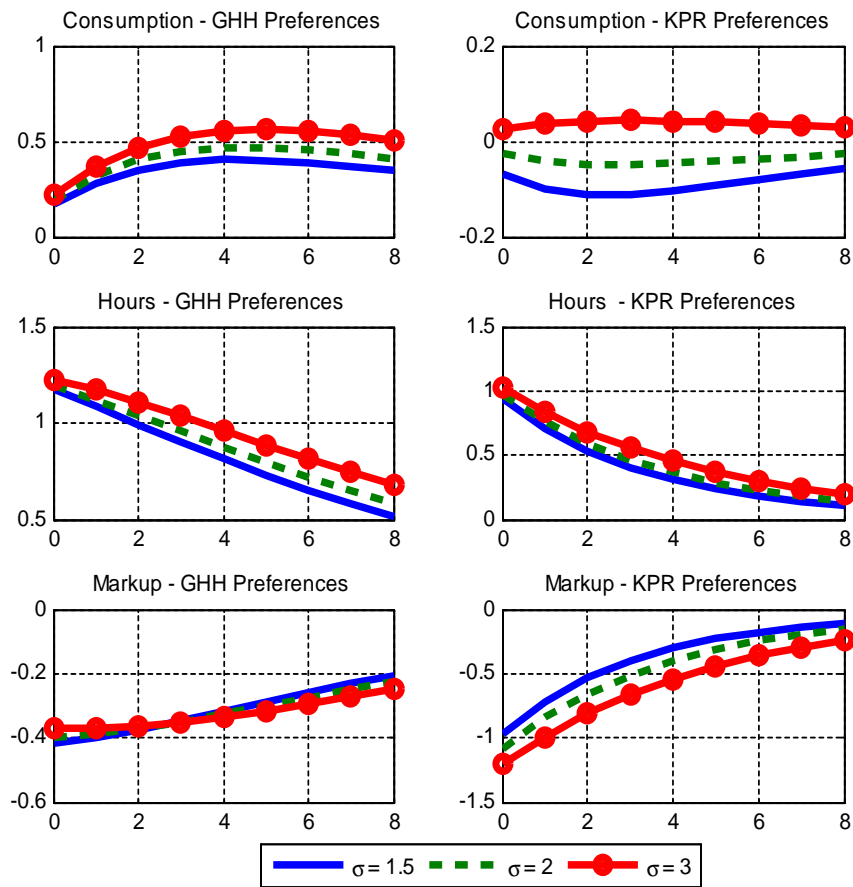 Consumption - GHH Preferences
1
0.5
0
0 2 4 6 8
Consumption - KPR Preferences
0.2
0
-0.2
0 2 4 6 8
Hours - GHH Preferences
1.5
1
0.5
0 2 4 6 8
Hours - KPR Preferences
1.5
1
0.5
0
0 2 4 6 8
Markup - GHH Preferences
0
-0.2
-0.4
-0.6
0 2 4 6 8
Markup - KPR Preferences
0
-0.5
-1
-1.5
0 2 4 6 8
σ = 1.5 σ = 2 σ = 3